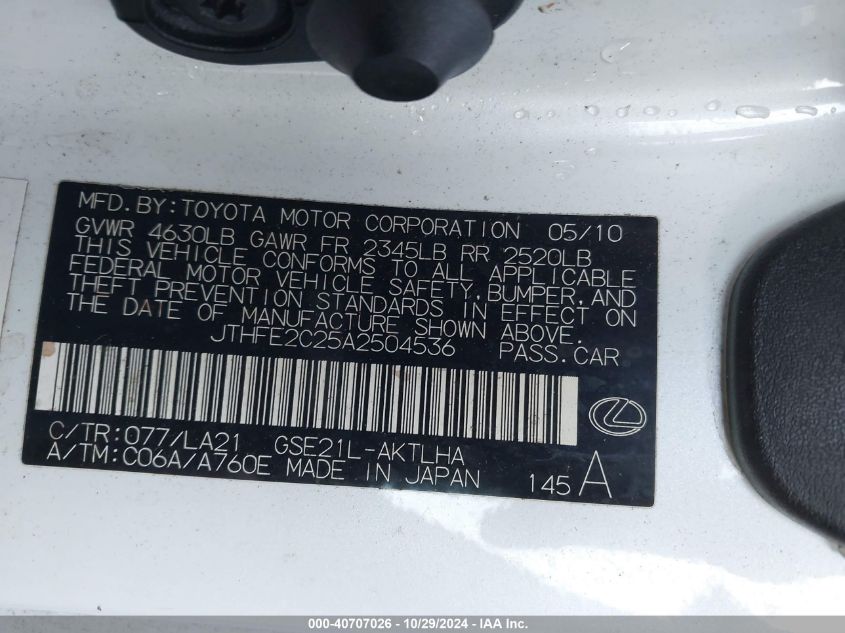 MFD.BY:TOYOTA MOTOR CORPORATION 05/10
GVWR 4630LB GAWR FR 2345LB RR 2520LB
THIS VEHICLE CONFORMS TO ALL APPLICABLE
FEDERAL MOTOR VEHICLE SAFETY,BUMPER,AND
THEFT PREVENTION STANDARDS IN EFFECT ON
THE DATE OF MANUFACTURE SHOWN ABOVE.
JTHFE2C25A2504536 PASS.CAR
C/TR:077/LA21 GSE21L-AKTLHA
A/TM:C06A/A760E MADE IN JAPAN 145 A
000-40707026 - 10/29/2024 - IAA Inc.